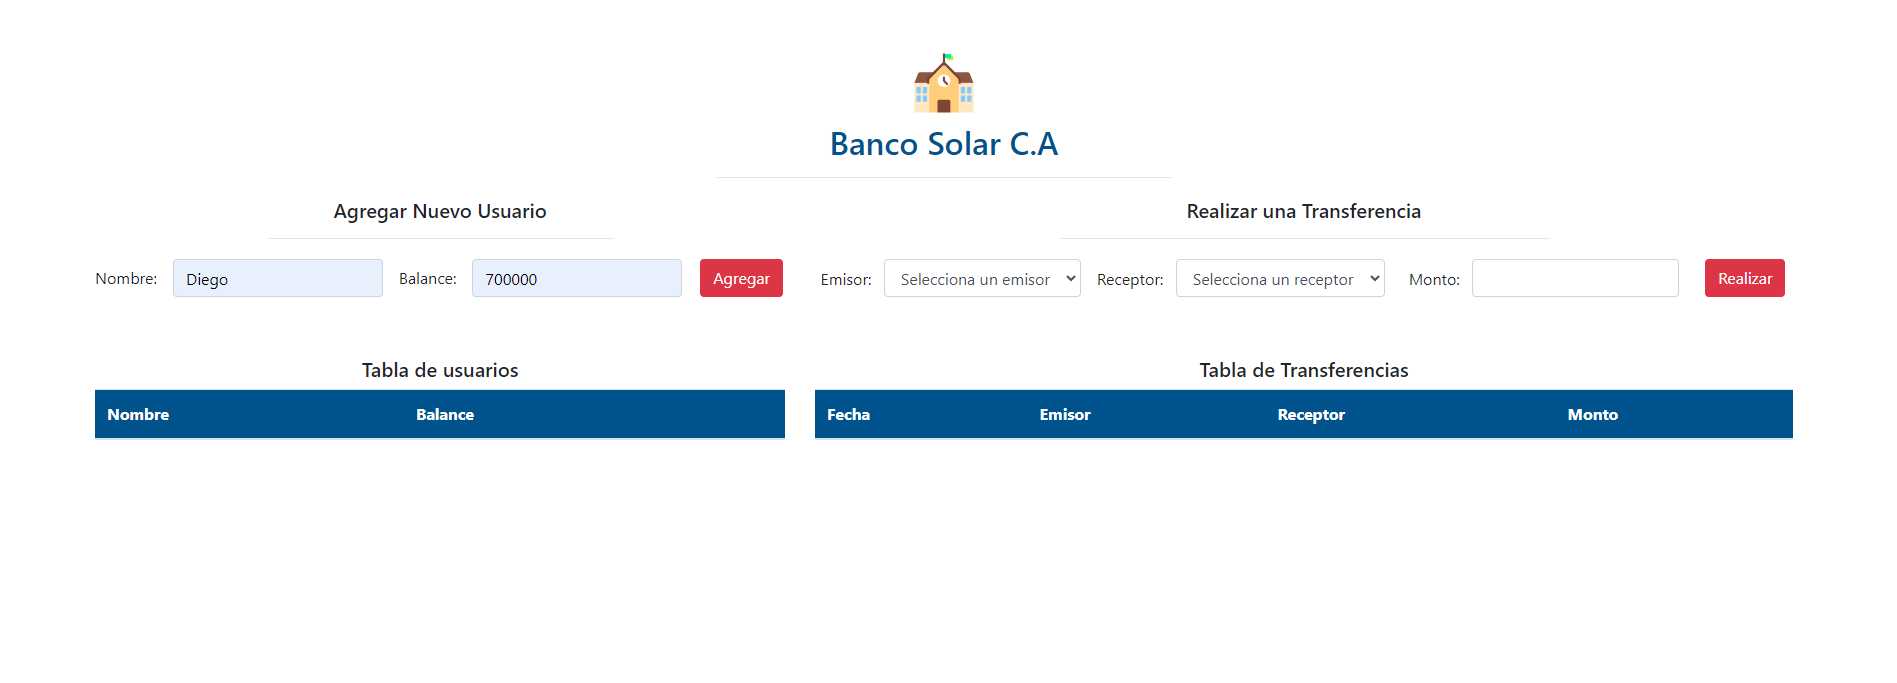 Banco Solar C.A
Agregar Nuevo Usuario
Nombre: Diego Balance: 700000 Agregar
Realizar una Transferencia
Emisor: Selecciona un emisor Receptor: Selecciona un receptor Monto: Realizar
Tabla de usuarios
Nombre Balance
Tabla de Transferencias
Fecha Emisor Receptor Monto